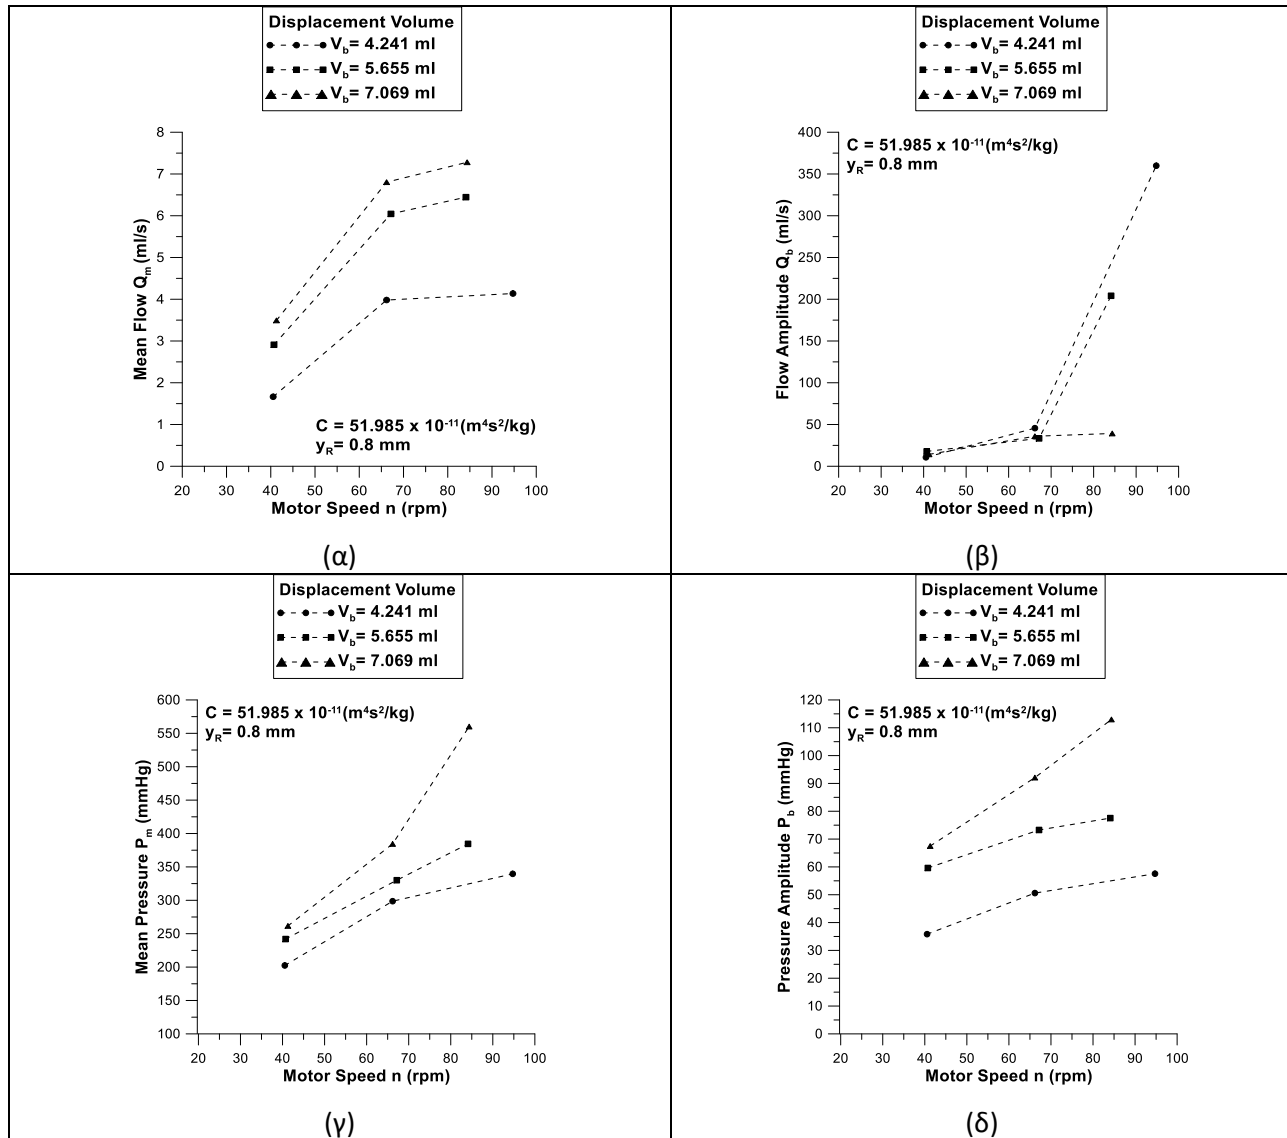 Displacement Volume
V_b= 4.241 ml
V_b= 5.655 ml
V_b= 7.069 ml
8
7
6
5
4
3
2
1
0
Mean Flow Q_m (ml/s)
C = 51.985 x 10⁻¹¹(m⁴s²/kg)
y_R= 0.8 mm
20 30 40 50 60 70 80 90 100
Motor Speed n (rpm)
(α)
Displacement Volume
V_b= 4.241 ml
V_b= 5.655 ml
V_b= 7.069 ml
C = 51.985 x 10⁻¹¹(m⁴s²/kg)
y_R= 0.8 mm
400
350
300
250
200
150
100
50
0
Flow Amplitude Q_b (ml/s)
20 30 40 50 60 70 80 90 100
Motor Speed n (rpm)
(β)
Displacement Volume
V_b= 4.241 ml
V_b= 5.655 ml
V_b= 7.069 ml
C = 51.985 x 10⁻¹¹(m⁴s²/kg)
y_R= 0.8 mm
600
550
500
450
400
350
300
250
200
150
100
Mean Pressure P_m (mmHg)
20 30 40 50 60 70 80 90 100
Motor Speed n (rpm)
(γ)
Displacement Volume
V_b= 4.241 ml
V_b= 5.655 ml
V_b= 7.069 ml
C = 51.985 x 10⁻¹¹(m⁴s²/kg)
y_R= 0.8 mm
120
110
100
90
80
70
60
50
40
30
20
10
0
Pressure Amplitude P_b (mmHg)
20 30 40 50 60 70 80 90 100
Motor Speed n (rpm)
(δ)